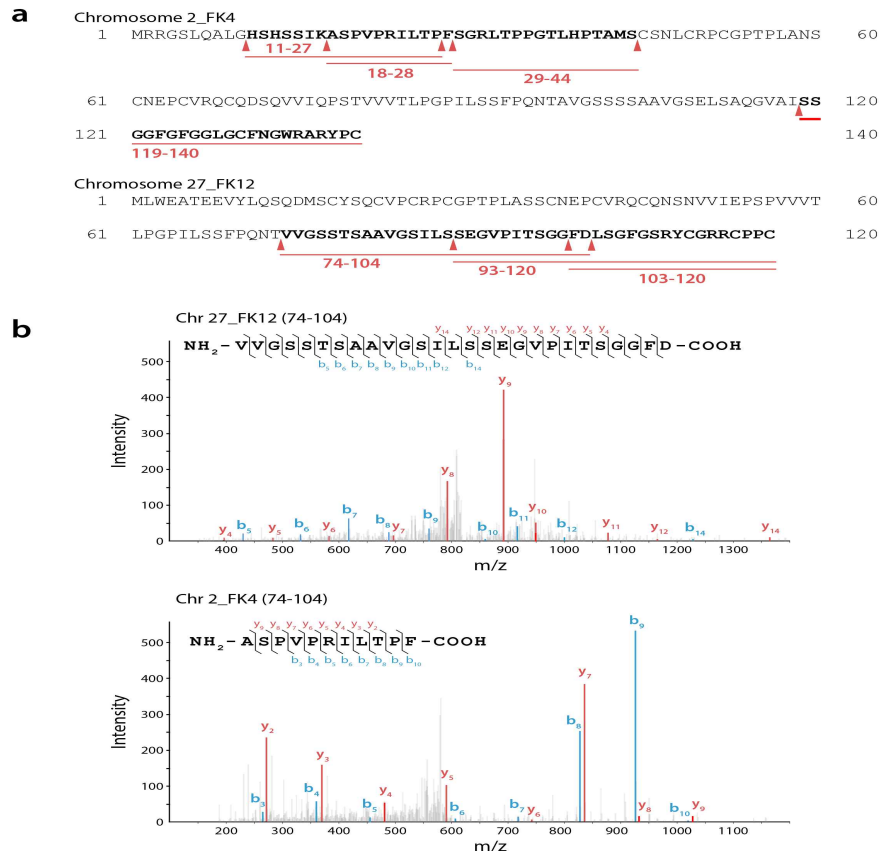 a
Chromosome 2_FK4
1 MRRGSLQALGHSHSSIKASPVPRILTPFSGRLTPPGTLHPTAMSCSNLCRPCGPTPLANS 60
11-27
18-28
29-44
61 CNEPCVRQCQDSQVVIQPSTVVVTLPGPILSSFPQNTAVGSSSSAAVGSELSAQGVAISS 120
121 GGFGFGGLGCFNGWRARYPC 140
119-140
Chromosome 27_FK12
1 MLWEATEEVYLQSQDMSCYSQCVPCRPCGPTPLASSCNEPCVRQCQNSNVVIEPSPVVVT 60
61 LPGPILSSFPQNTVVGSSTSAAVGSILSSEGVPITSGGFDLSGFGSRYCGRRCPPC 120
74-104
93-120
103-120
b
Chr 27_FK12 (74-104)
y14 y12 y11 y10 y9 y8 y7 y6 y5 y4
NH2-VVGSSTSAAVGSILSSEGVPITSGGFD-COOH
b5 b6 b7 b8 b9 b10 b11 b12 b14
Intensity
500
400
300
200
100
0
y4 b5 y5 b6 y6 b7 b8 y7 b9 y8 b10 y9 b11 y10 b12 y11 y12 b14 y14
400 500 600 700 800 900 1000 1100 1200 1300
m/z
Chr 2_FK4 (74-104)
y9 y8 y7 y6 y5 y4 y3 y2
NH2-ASPVPRILTPF-COOH
b3 b4 b5 b6 b7 b8 b9 b10
Intensity
500
400
300
200
100
0
b3 y2 b4 y3 b5 y4 y5 b6 b7 y6 b8 y7 b9 y8 b10 y9
200 300 400 500 600 700 800 900 1000 1100
m/z